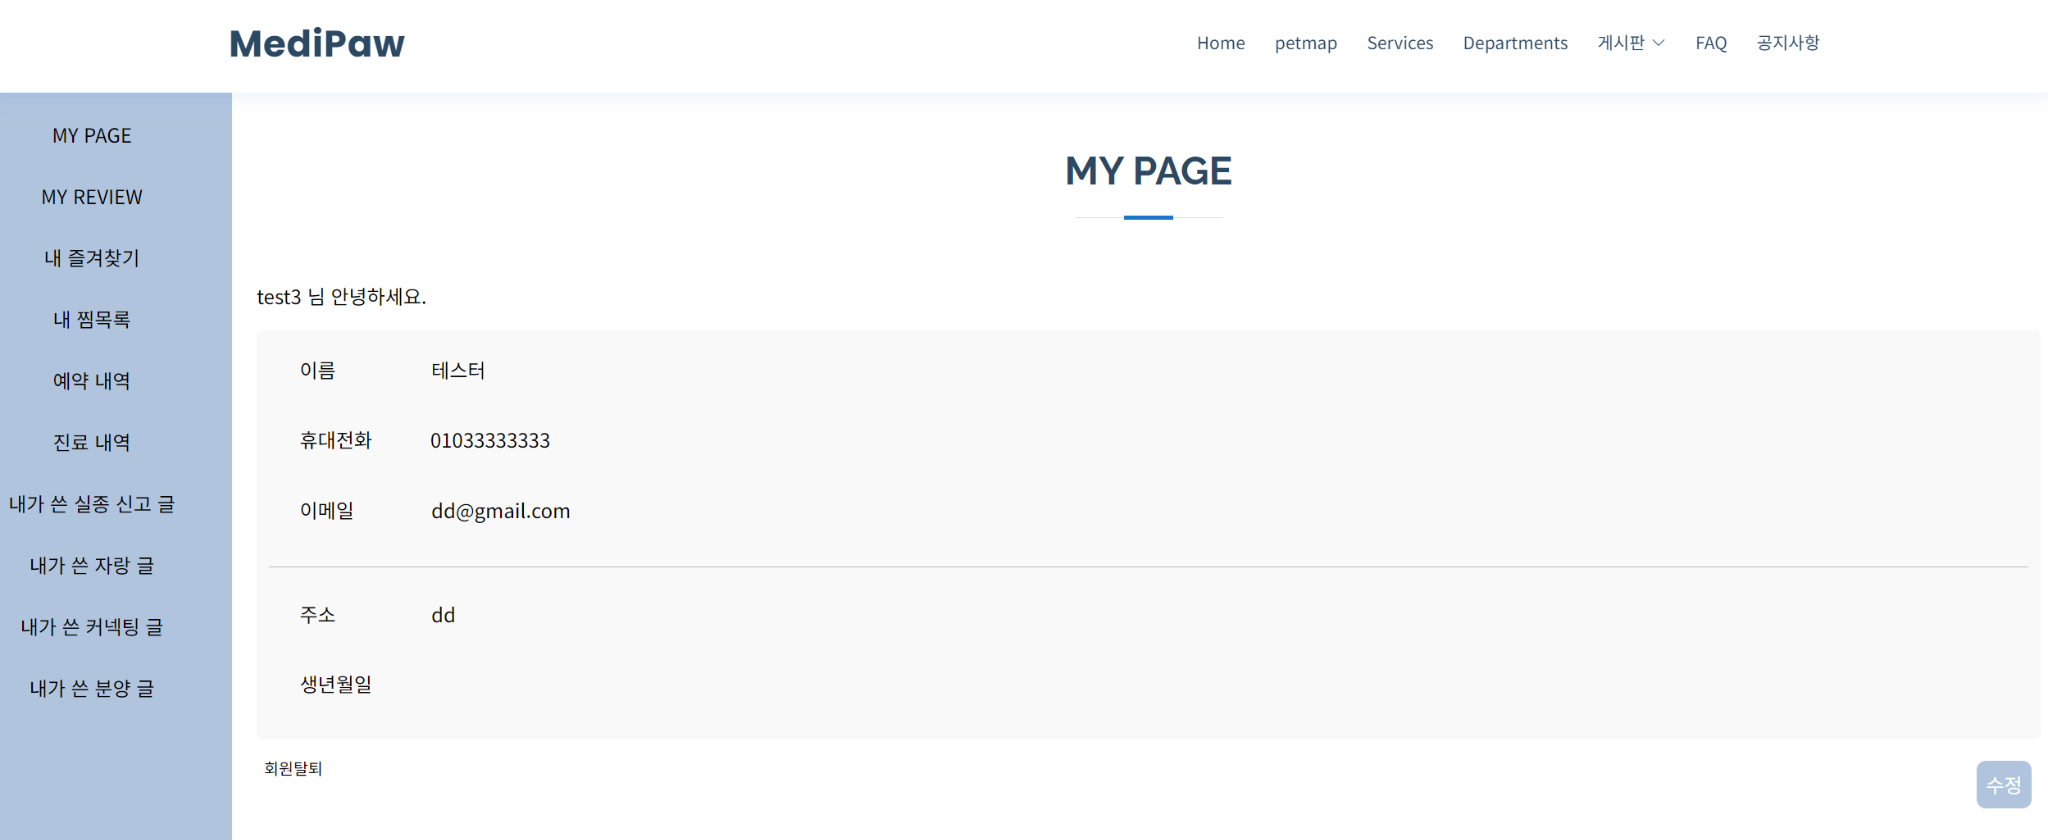 MediPaw
Home petmap Services Departments 게시판 FAQ 공지사항
MY PAGE
MY REVIEW
내 즐겨찾기
내 찜목록
예약 내역
진료 내역
내가 쓴 실종 신고 글
내가 쓴 자랑 글
내가 쓴 커넥팅 글
내가 쓴 분양 글
MY PAGE
test3 님 안녕하세요.
이름 테스터
휴대전화 01033333333
이메일 dd@gmail.com
주소 dd
생년월일
회원탈퇴
수정